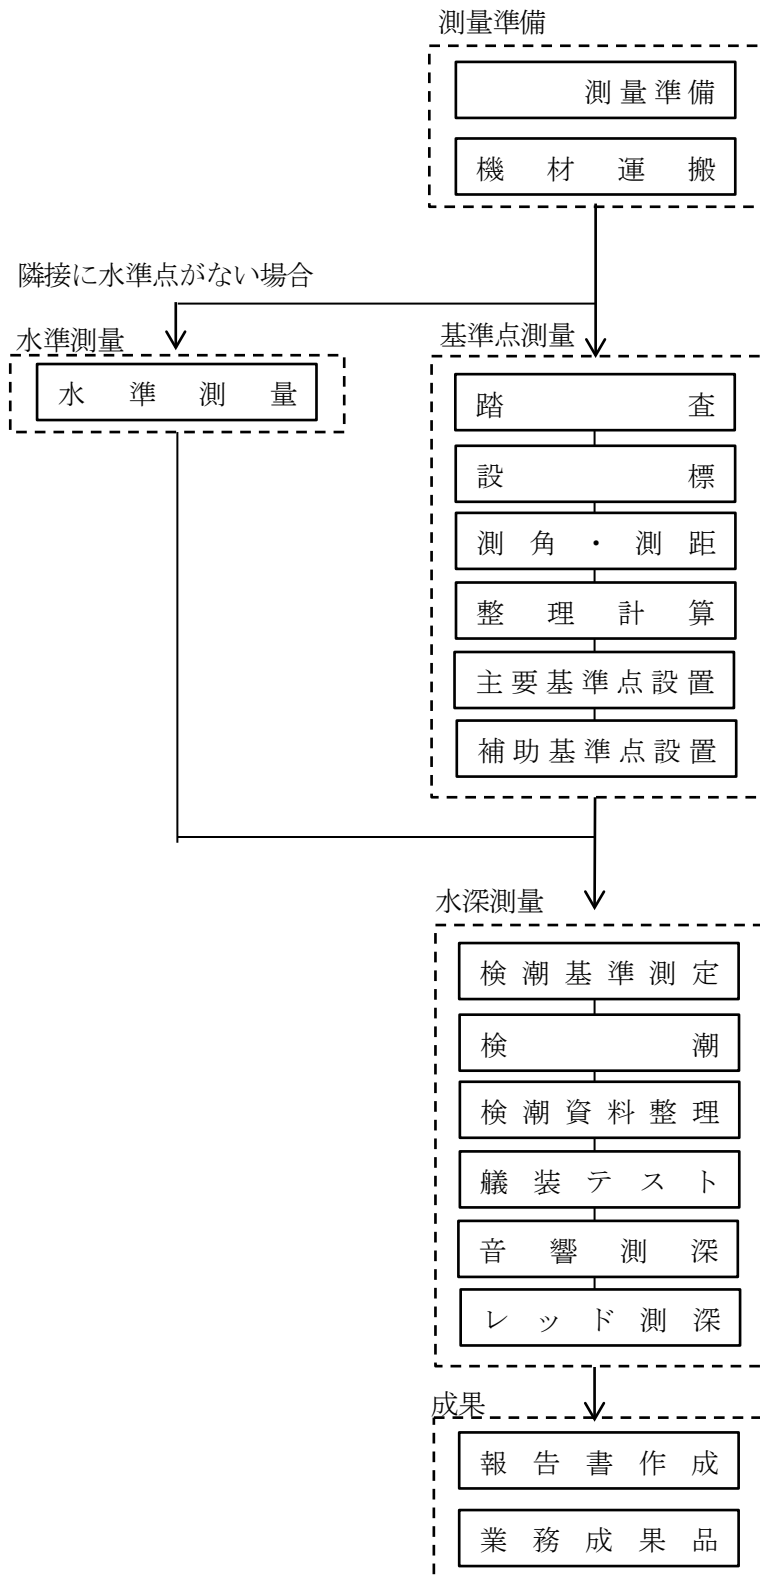 測量準備
測量準備
機材運搬
隣接に水準点がない場合
水準測量
水準測量
基準点測量
踏査
設標
測角・測距
整理計算
主要基準点設置
補助基準点設置
水深測量
検潮基準測定
検潮
検潮資料整理
艤装テスト
音響測深
レッド測深
成果
報告書作成
業務成果品